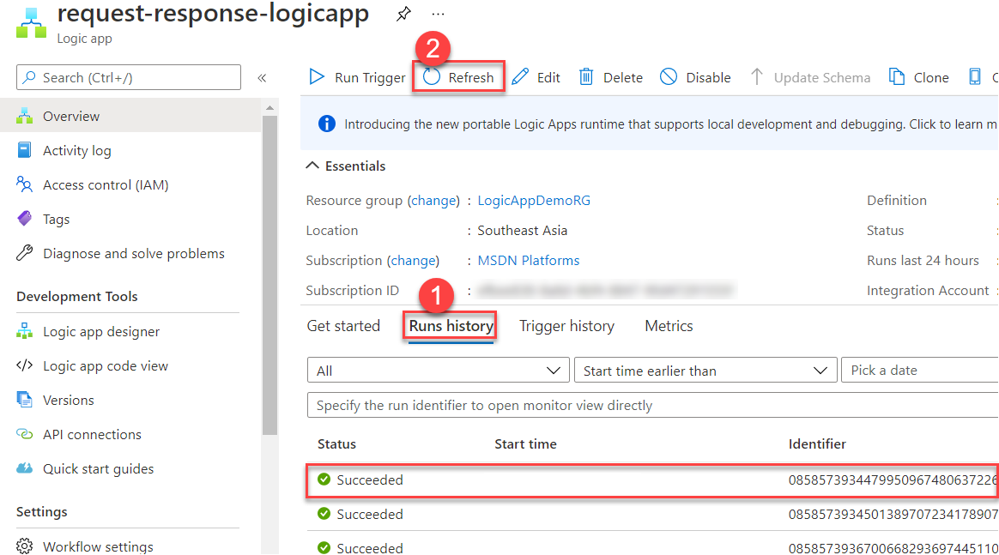 request-response-logicapp
...
Logic app
2
Search (Ctrl+/)
«
Run Trigger
Refresh
Edit
Delete
Disable
Update Schema
Clone
Overview
Activity log
Access control (IAM)
Tags
Diagnose and solve problems
Development Tools
Logic app designer
Logic app code view
Versions
API connections
Quick start guides
Settings
Workflow settings
Introducing the new portable Logic Apps runtime that supports local development and debugging. Click to learn m
Essentials
Resource group (change) : LogicAppDemoRG
Definition :
Location : Southeast Asia
Status :
Subscription (change) : MSDN Platforms
Runs last 24 hours :
Subscription ID :
Integration Account :
1
Get started
Runs history
Trigger history
Metrics
All
Start time earlier than
Pick a date
Specify the run identifier to open monitor view directly
Status Start time Identifier
Succeeded 0858573934479950967480637226
Succeeded 0858573934501389707234178907
Succeeded 0858573936700668293697445110